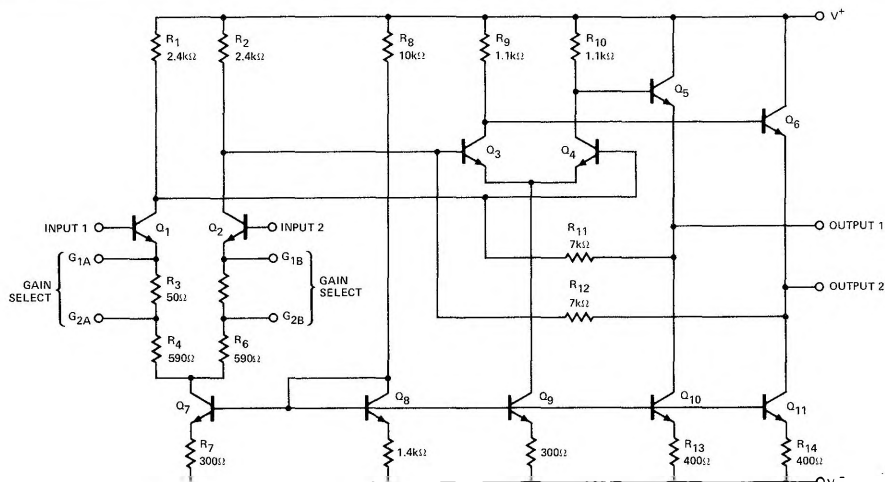 V+
R1
2.4kΩ
R2
2.4kΩ
R8
10kΩ
R9
1.1kΩ
R10
1.1kΩ
Q5
Q6
Q3
Q4
INPUT 1
Q1
Q2
INPUT 2
R11
7kΩ
OUTPUT 1
G1A
G1B
GAIN
SELECT
R3
50Ω
GAIN
SELECT
R12
7kΩ
OUTPUT 2
G2A
G2B
R4
590Ω
R6
590Ω
Q7
Q8
Q9
Q10
Q11
R7
300Ω
1.4kΩ
300Ω
R13
400Ω
R14
400Ω
V-